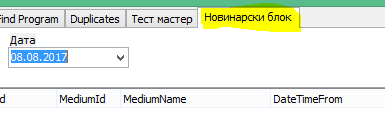 Find Program Duplicates Тест мастер Новинарски блок
Дата
08.08.2017
MediumId MediumName DateTimeFrom